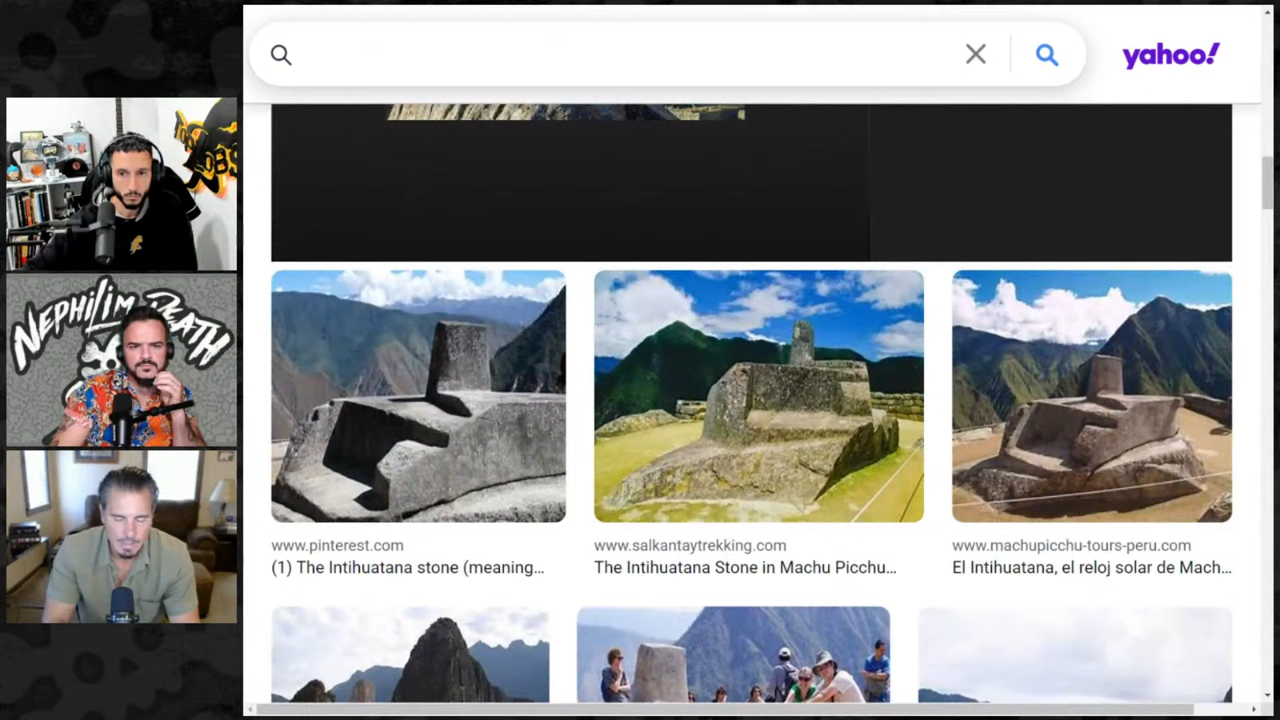 yahoo!
NEPHILIM DEATH
www.pinterest.com
(1) The Intihuatana stone (meaning...
www.salkantaytrekking.com
The Intihuatana Stone in Machu Picchu...
www.machupicchu-tours-peru.com
El Intihuatana, el reloj solar de Mach...